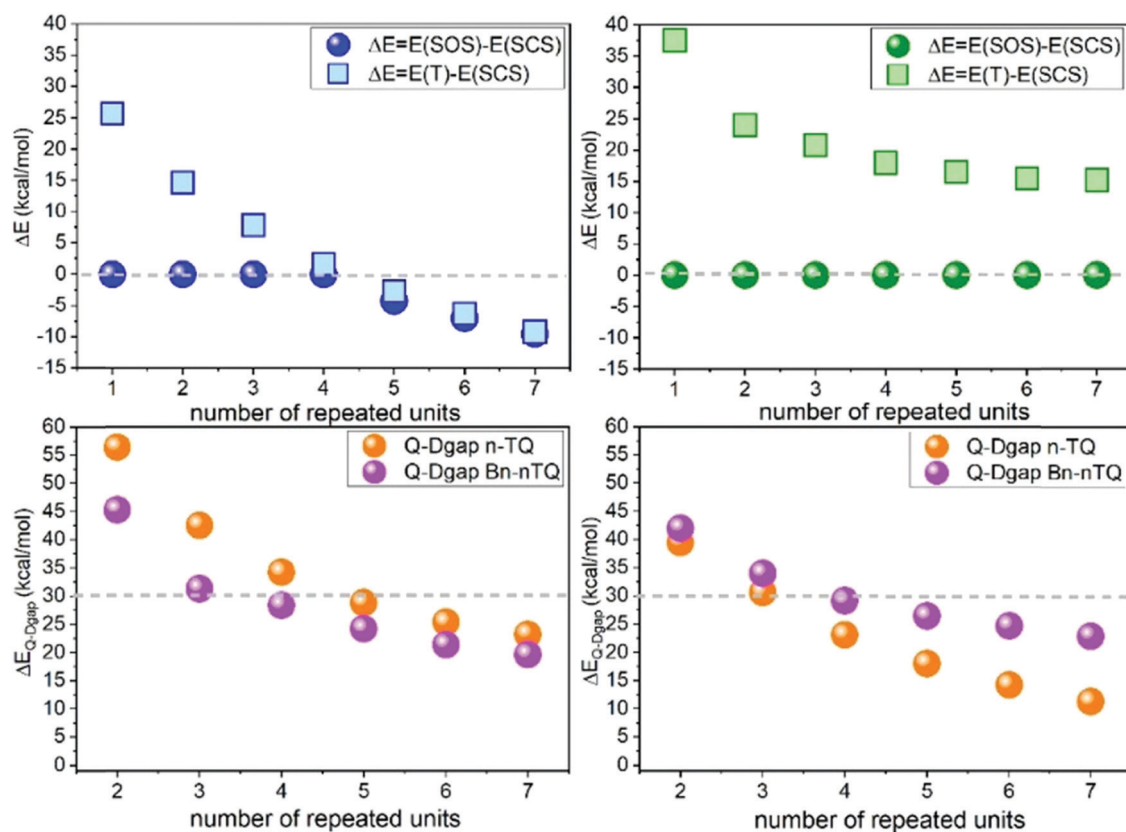 40
35
30
25
20
15
10
5
0
-5
-10
-15
ΔE (kcal/mol)
ΔE=E(SOS)-E(SCS)
ΔE=E(T)-E(SCS)
1 2 3 4 5 6 7
number of repeated units
40
35
30
25
20
15
10
5
0
-5
-10
-15
ΔE (kcal/mol)
ΔE=E(SOS)-E(SCS)
ΔE=E(T)-E(SCS)
1 2 3 4 5 6 7
number of repeated units
60
55
50
45
40
35
30
25
20
15
10
5
0
ΔE Q-Dgap (kcal/mol)
Q-Dgap n-TQ
Q-Dgap Bn-nTQ
2 3 4 5 6 7
number of repeated units
60
55
50
45
40
35
30
25
20
15
10
5
0
ΔE Q-Dgap (kcal/mol)
Q-Dgap n-TQ
Q-Dgap Bn-nTQ
2 3 4 5 6 7
number of repeated units